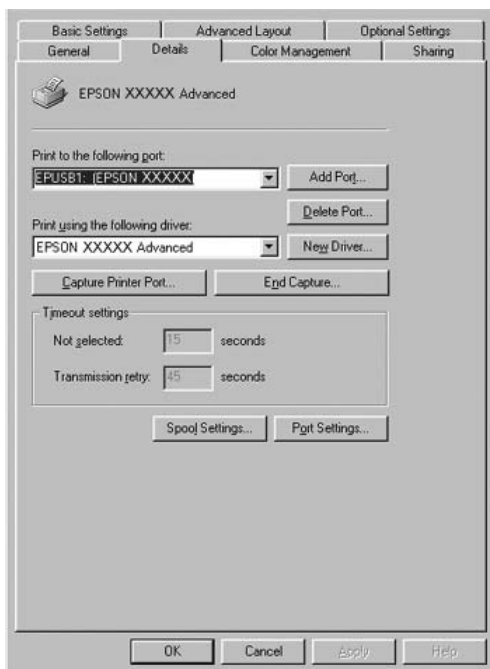 Basic Settings Advanced Layout Optional Settings
General Details Color Management Sharing
EPSON XXXXX Advanced
Print to the following port:
EPUSB1: (EPSON XXXXX Add Port...
Delete Port...
Print using the following driver:
EPSON XXXXX Advanced New Driver...
Capture Printer Port... End Capture...
Timeout settings
Not selected: 15 seconds
Transmission retry: 45 seconds
Spool Settings... Port Settings...
OK Cancel Apply Help